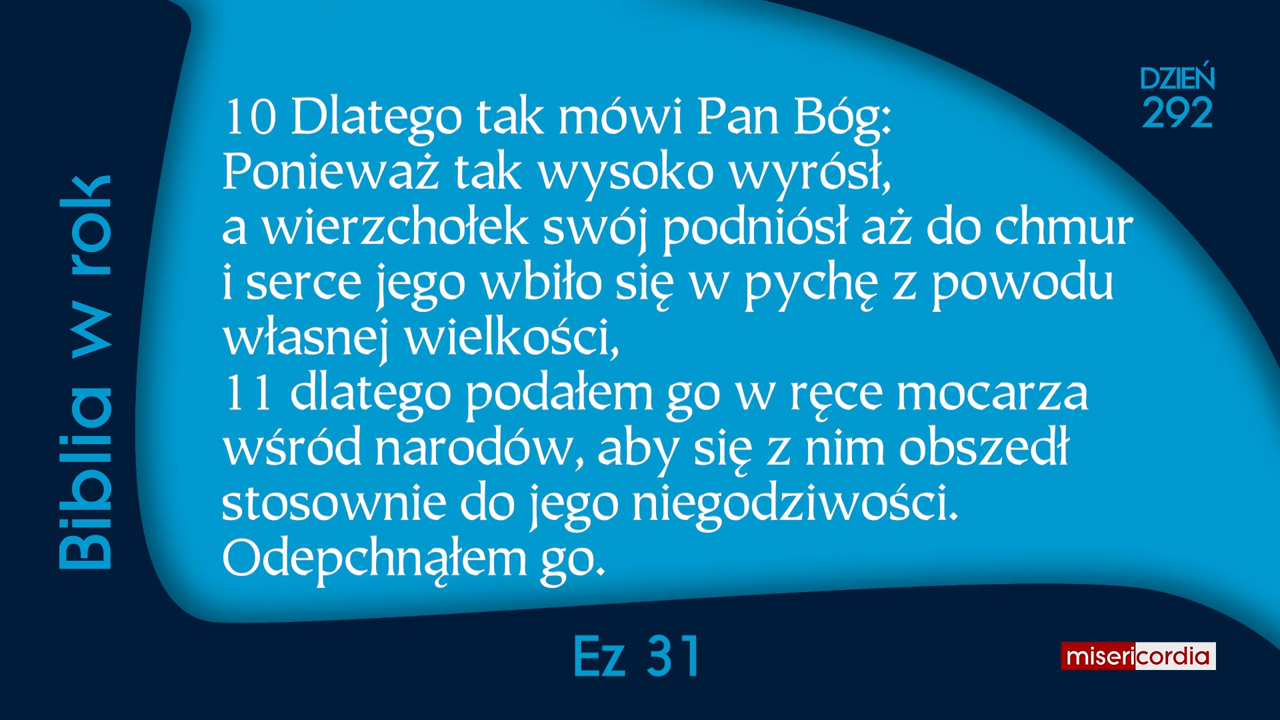 DZIEŃ
292
10 Dlatego tak mówi Pan Bóg:
Ponieważ tak wysoko wyrósł,
a wierzchołek swój podniósł aż do chmur
i serce jego wbiło się w pychę z powodu
własnej wielkości,
11 dlatego podałem go w ręce mocarza
wśród narodów, aby się z nim obszedł
stosownie do jego niegodziwości.
Odepchnąłem go.
Biblia w rok
Ez 31
misericordia